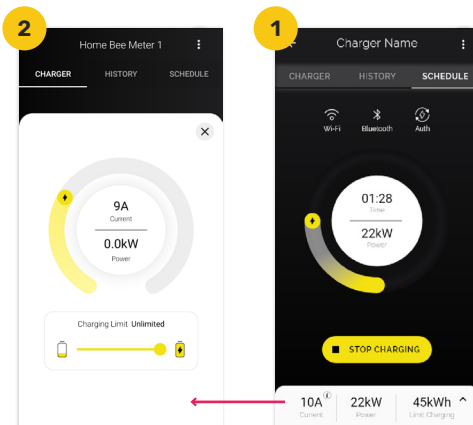 2
Home Bee Meter 1
CHARGER HISTORY SCHEDULE
9A
Current
0.0kW
Power
Charging Limit Unlimited
1
Charger Name
CHARGER HISTORY SCHEDULE
Wi-Fi Bluetooth Auth
01:28
Time
22kW
Power
STOP CHARGING
10A 22kW 45kWh
Current Power Limit Charging